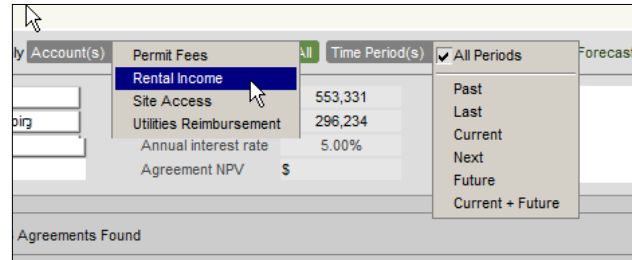 ly Account(s) All Time Period(s) All Periods Forecast
Permit Fees
Rental Income
Site Access
Utilities Reimbursement
Past
Last
Current
Next
Future
Current + Future
553,331
oirg 296,234
Annual interest rate 5.00%
Agreement NPV $
Agreements Found